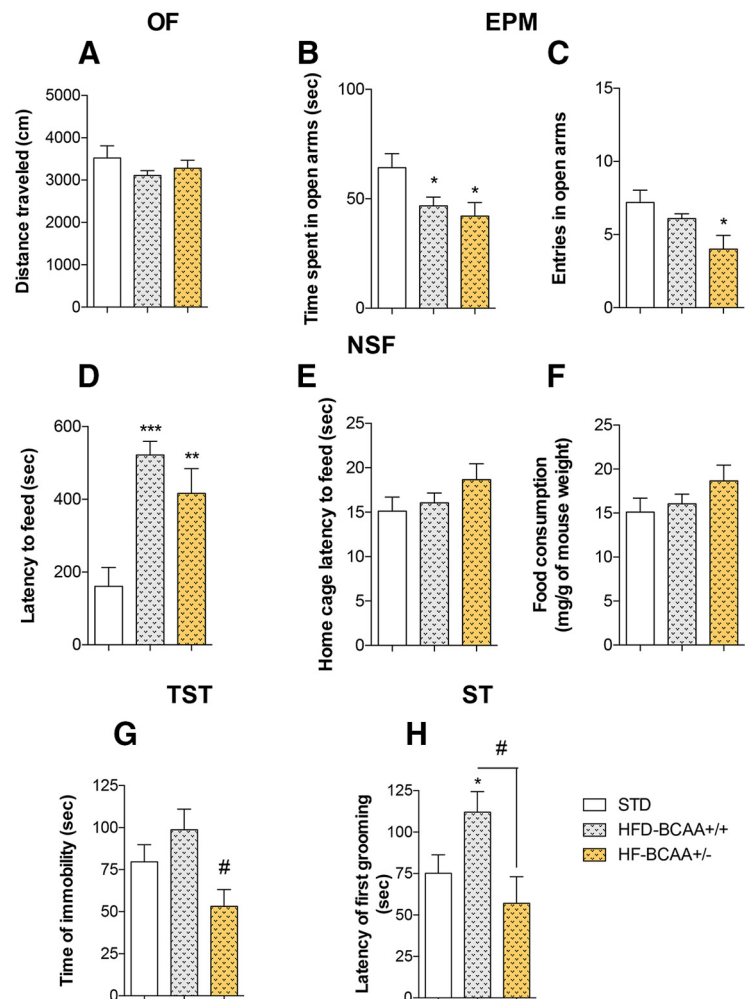 OF
EPM
A
B
C
Distance traveled (cm)
5000
4000
3000
2000
1000
0
Time spent in open arms (sec)
100
50
0
*
*
Entries in open arms
15
10
5
0
*
NSF
D
E
F
Latency to feed (sec)
600
400
200
0
***
**
Home cage latency to feed (sec)
25
20
15
10
5
0
Food consumption
(mg/g of mouse weight)
25
20
15
10
5
0
TST
ST
G
H
Time of immobility (sec)
125
100
75
50
25
0
#
Latency of first grooming
(sec)
125
100
75
50
25
0
*
#
STD
HFD-BCAA+/+
HF-BCAA+/-